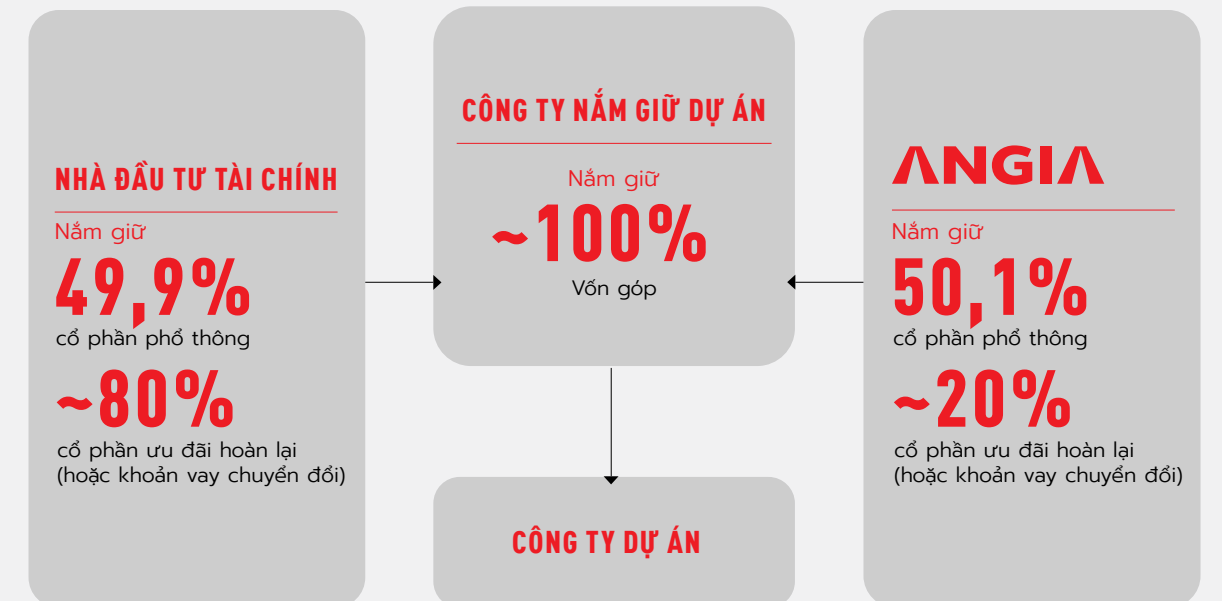 NHÀ ĐẦU TƯ TÀI CHÍNH
Nắm giữ
49,9%
cổ phần phổ thông
~80%
cổ phần ưu đãi hoàn lại
(hoặc khoản vay chuyển đổi)
CÔNG TY NẮM GIỮ DỰ ÁN
Nắm giữ
~100%
Vốn góp
CÔNG TY DỰ ÁN
ANGIA
Nắm giữ
50,1%
cổ phần phổ thông
~20%
cổ phần ưu đãi hoàn lại
(hoặc khoản vay chuyển đổi)